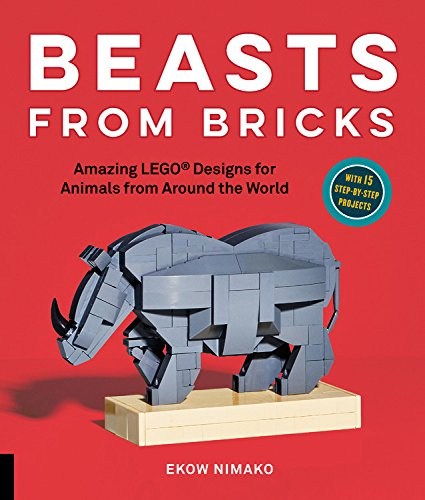 BEASTS
FROM BRICKS
Amazing LEGO® Designs for
Animals from Around the World
WITH 15
STEP-BY-STEP
PROJECTS
EKOW NIMAKO